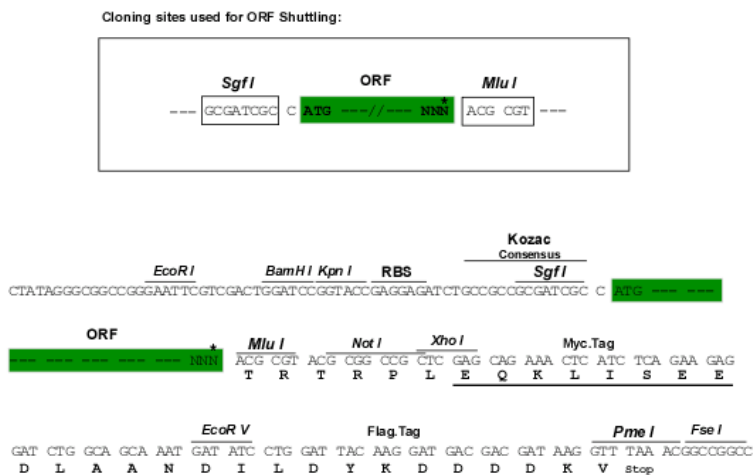 Cloning sites used for ORF Shuttling:
Sgf I ORF Mlu I
*
--- GCGATCGC C ATG ---//--- NNN ACG CGT ---
Kozac
Consensus
EcoR I BamH I Kpn I RBS Sgf I
CTATAGGGCGGCCGGGAATTCGTCGACTGGATCCGGTACCGAGGAGATCTGCCGCCGCGATCGC C ATG --- ---
ORF
* Mlu I Not I Xho I Myc.Tag
--- --- --- --- --- --- NNN ACG CGT ACG CGG CCG CTC GAG CAG AAA CTC ATC TCA GAA GAG
T R T R P L E Q K L I S E E
EcoR V Flag.Tag Pme I Fse I
GAT CTG GCA GCA AAT GAT ATC CTG GAT TAC AAG GAT GAC GAC GAT AAG GTT TAA ACGGCCGGCC
D L A A N D I L D Y K D D D D K V Stop